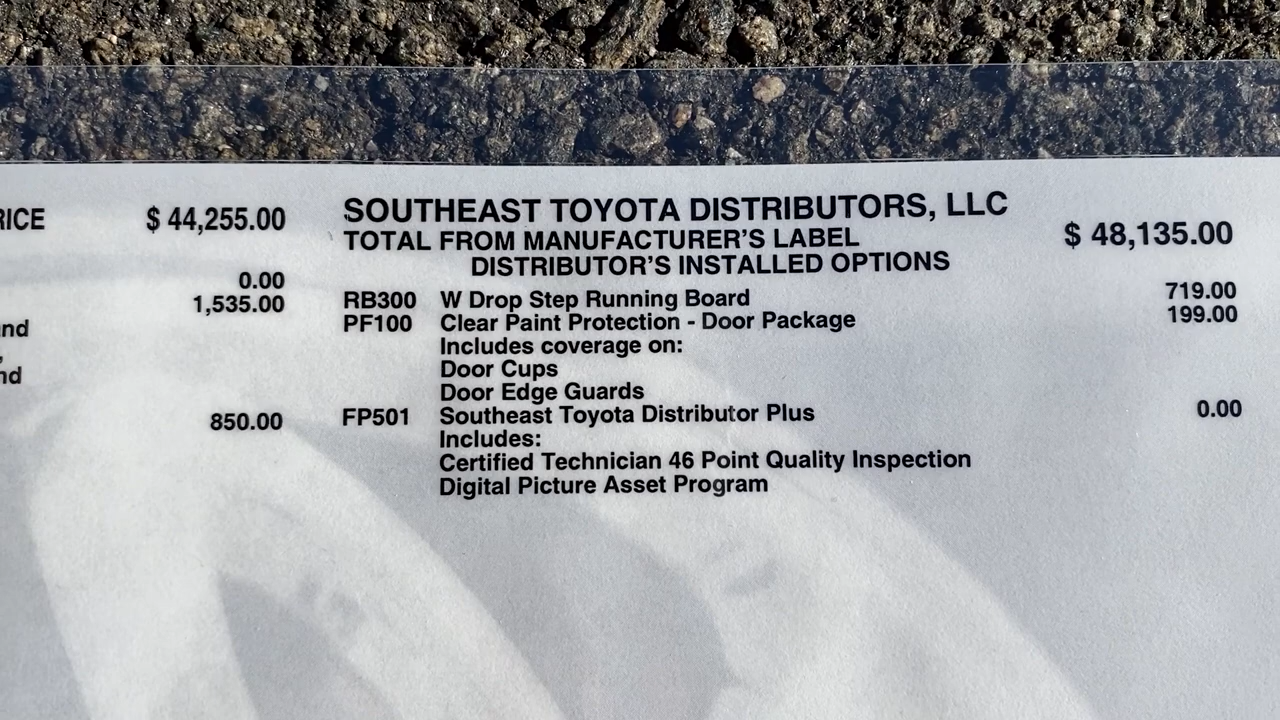 RICE $ 44,255.00
0.00
1,535.00
and
,
nd
850.00
SOUTHEAST TOYOTA DISTRIBUTORS, LLC
TOTAL FROM MANUFACTURER'S LABEL $ 48,135.00
DISTRIBUTOR'S INSTALLED OPTIONS
RB300 W Drop Step Running Board 719.00
PF100 Clear Paint Protection - Door Package 199.00
Includes coverage on:
Door Cups
Door Edge Guards
FP501 Southeast Toyota Distributor Plus 0.00
Includes:
Certified Technician 46 Point Quality Inspection
Digital Picture Asset Program